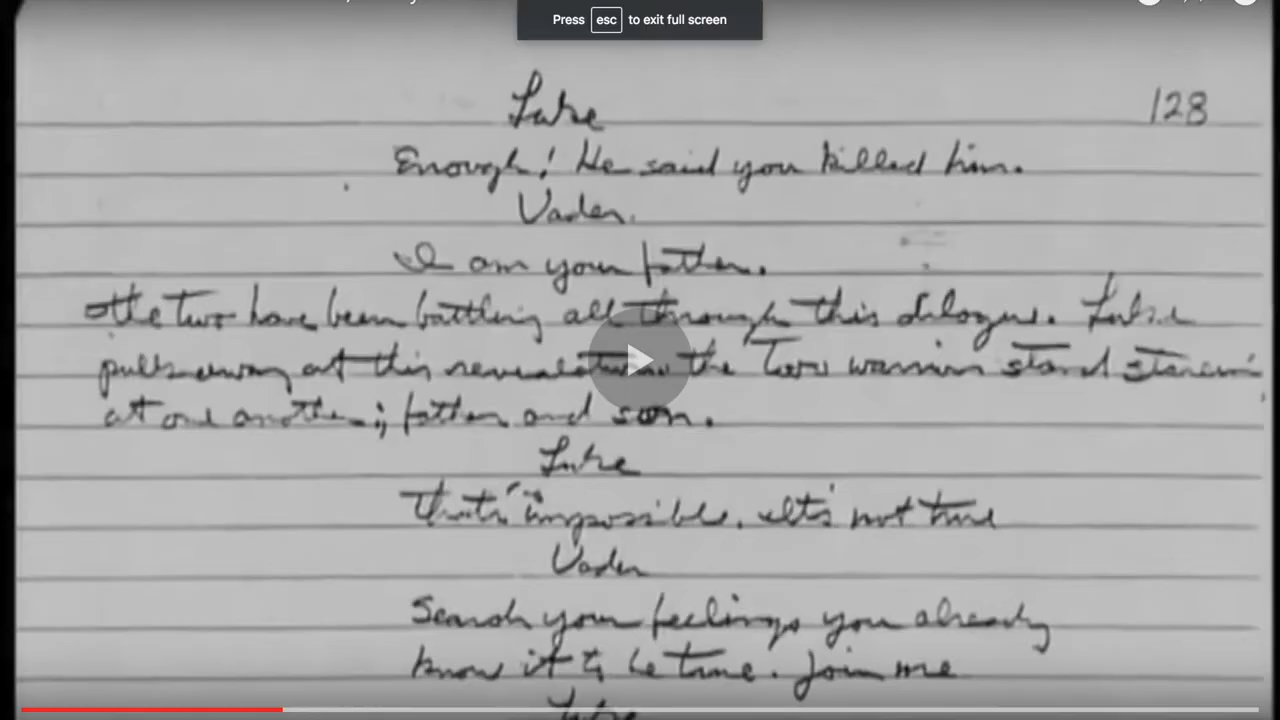 Press esc to exit full screen
Luke
128
Enough! He said you killed him.
Vader.
I am your father.
The two have been battling all through this dilogue. Luke
pulls away at this revelation the two warriors stand starein
at one another; father and son.
Luke
That's impossible. It's not true
Vader
Search your feelings you already
know it to be true. Join me
Luke